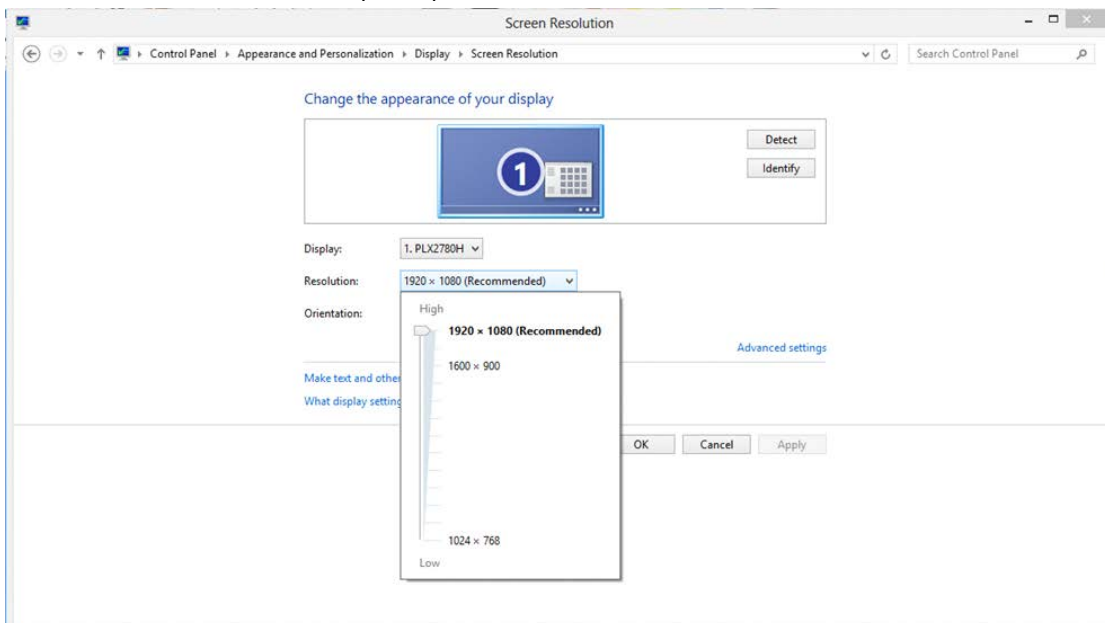 Screen Resolution
Control Panel Appearance and Personalization Display Screen Resolution
Search Control Panel
Change the appearance of your display
1
Detect
Identify
Display: 1. PLX2780H
Resolution: 1920 × 1080 (Recommended)
Orientation:
High
1920 × 1080 (Recommended)
1600 × 900
Advanced settings
Make text and other
What display setting
OK Cancel Apply
1024 × 768
Low